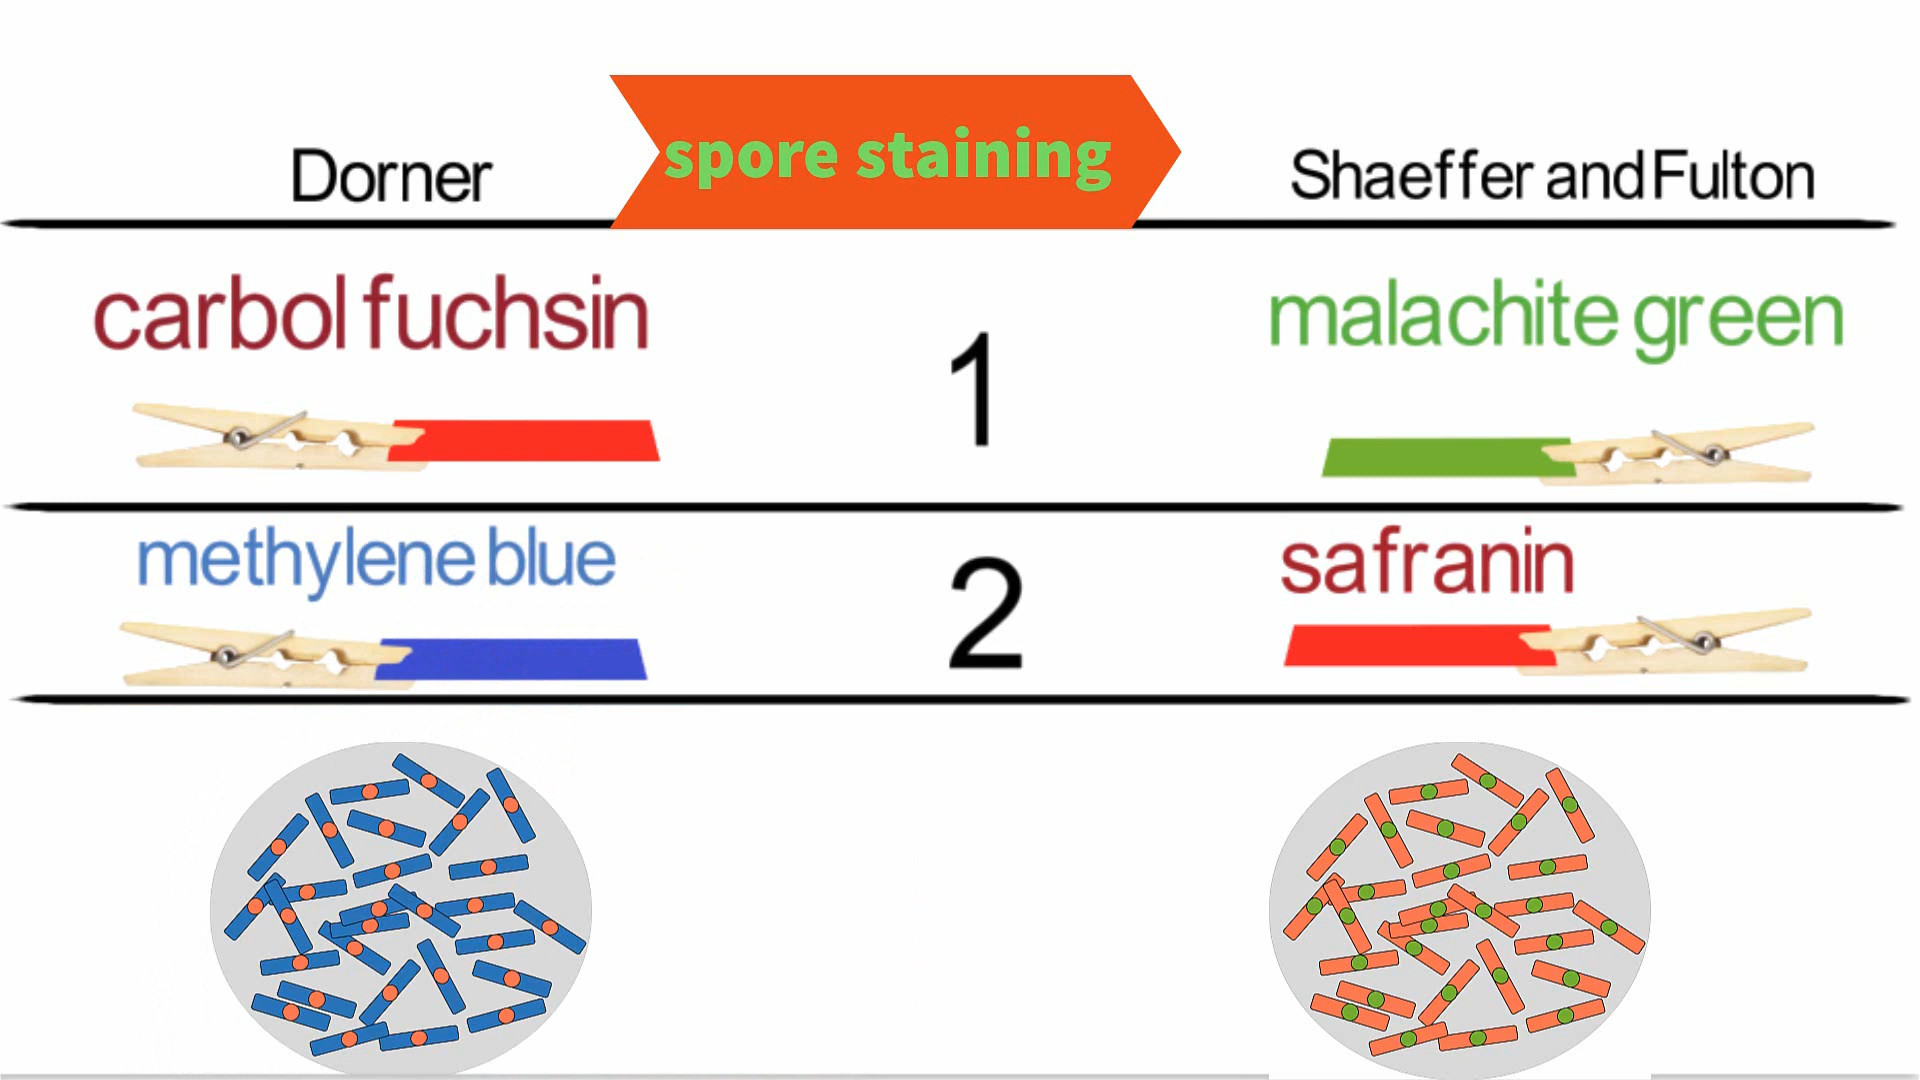 spore staining
Dorner
Shaeffer and Fulton
carbol fuchsin
1
malachite green
methylene blue
2
safranin